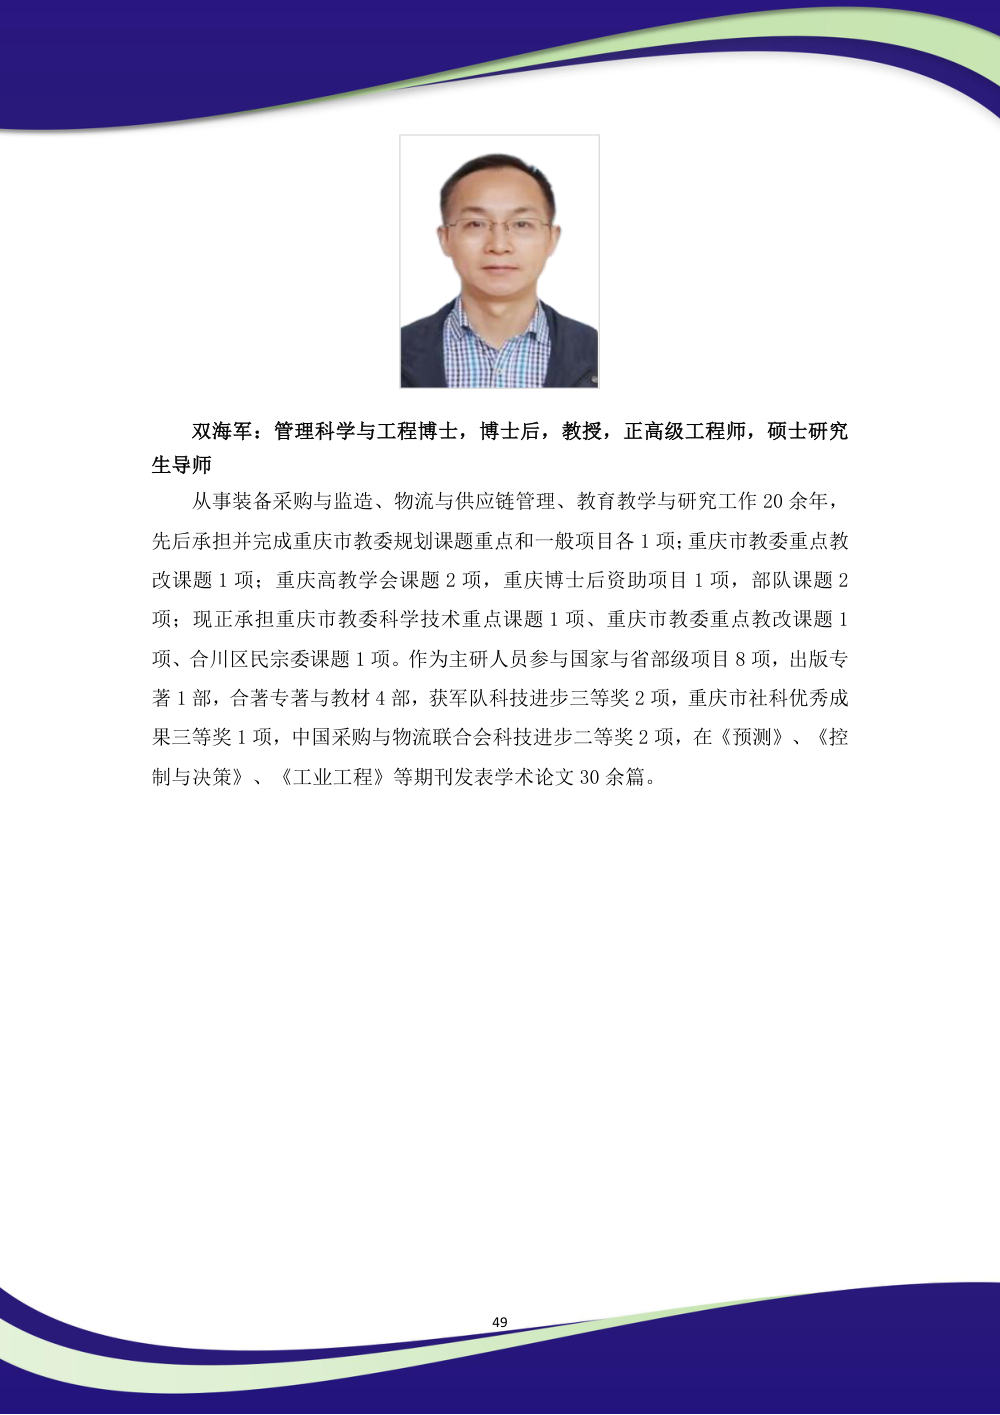 双海军：管理科学与工程博士，博士后，教授，正高级工程师，硕士研究
生导师
从事装备采购与监造、物流与供应链管理、教育教学与研究工作 20 余年，
先后承担并完成重庆市教委规划课题重点和一般项目各 1 项；重庆市教委重点教
改课题 1 项；重庆高教学会课题 2 项，重庆博士后资助项目 1 项，部队课题 2
项；现正承担重庆市教委科学技术重点课题 1 项、重庆市教委重点教改课题 1
项、合川区民宗委课题 1 项。作为主研人员参与国家与省部级项目 8 项，出版专
著 1 部，合著专著与教材 4 部，获军队科技进步三等奖 2 项，重庆市社科优秀成
果三等奖 1 项，中国采购与物流联合会科技进步二等奖 2 项，在《预测》、《控
制与决策》、《工业工程》等期刊发表学术论文 30 余篇。
49